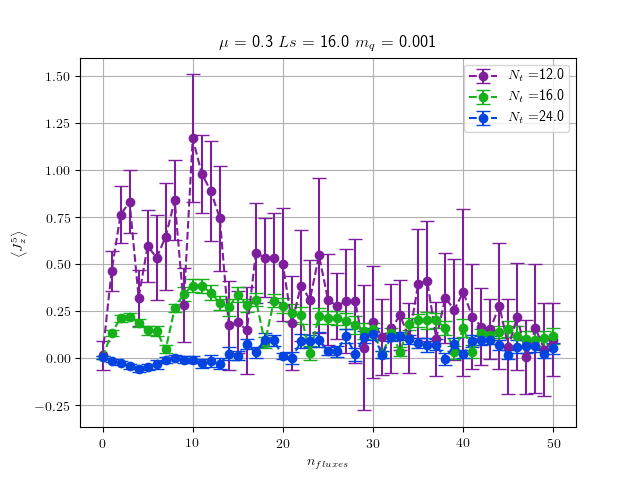 μ = 0.3 Ls = 16.0 m_q = 0.001
1.50
1.25
1.00
0.75
0.50
0.25
0.00
−0.25
⟨J_z^5⟩
0
10
20
30
40
50
n_{fluxes}
N_t =12.0
N_t =16.0
N_t =24.0